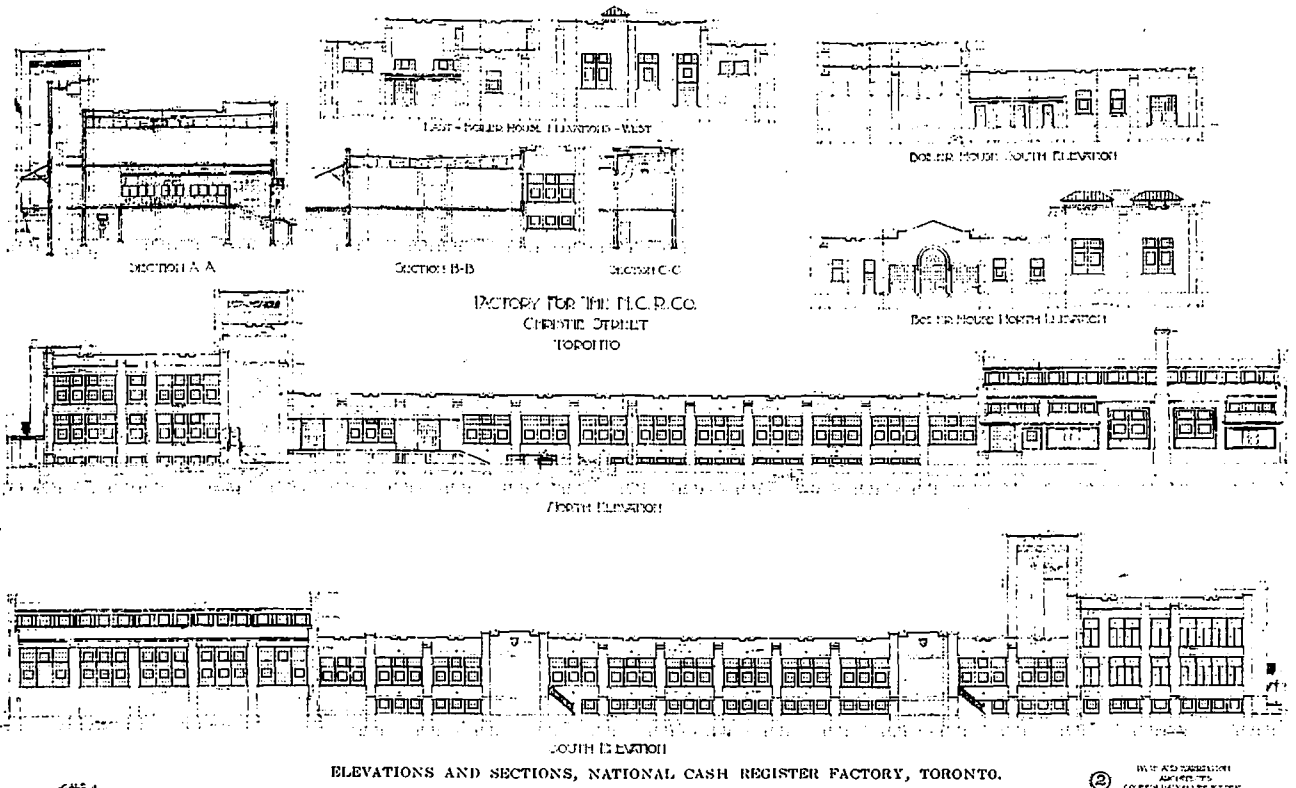 EAST - BOILER HOUSE ELEVATIONS - WEST
BOILER HOUSE SOUTH ELEVATION
SECTION A-A
SECTION B-B
SECTION C-C
FACTORY FOR THE N.C.R. CO.
CHRISTIE STREET
TORONTO
BOILER HOUSE NORTH ELEVATION
NORTH ELEVATION
SOUTH ELEVATION
ELEVATIONS AND SECTIONS, NATIONAL CASH REGISTER FACTORY, TORONTO.
2
ARCHITECTS